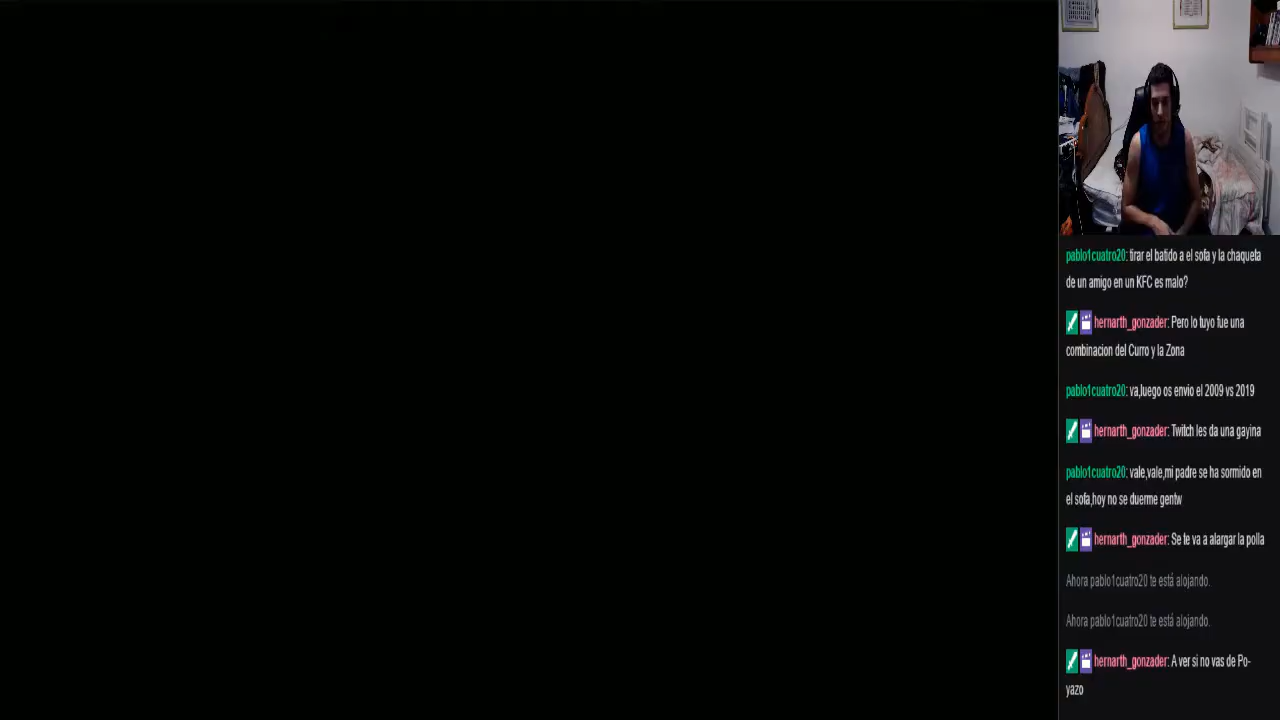 pablo1cuatro20: tirar el batido a el sofa y la chaqueta
de un amigo en un KFC es malo?
hernarth_gonzader: Pero lo tuyo fue una
combinacion del Curro y la Zona
pablo1cuatro20: va,luego os envio el 2009 vs 2019
hernarth_gonzader: Twitch les da una gayina
pablo1cuatro20: vale,vale,mi padre se ha sormido en
el sofa,hoy no se duerme gentw
hernarth_gonzader: Se te va a alargar la polla
Ahora pablo1cuatro20 te está alojando.
Ahora pablo1cuatro20 te está alojando.
hernarth_gonzader: A ver si no vas de Po-
yazo